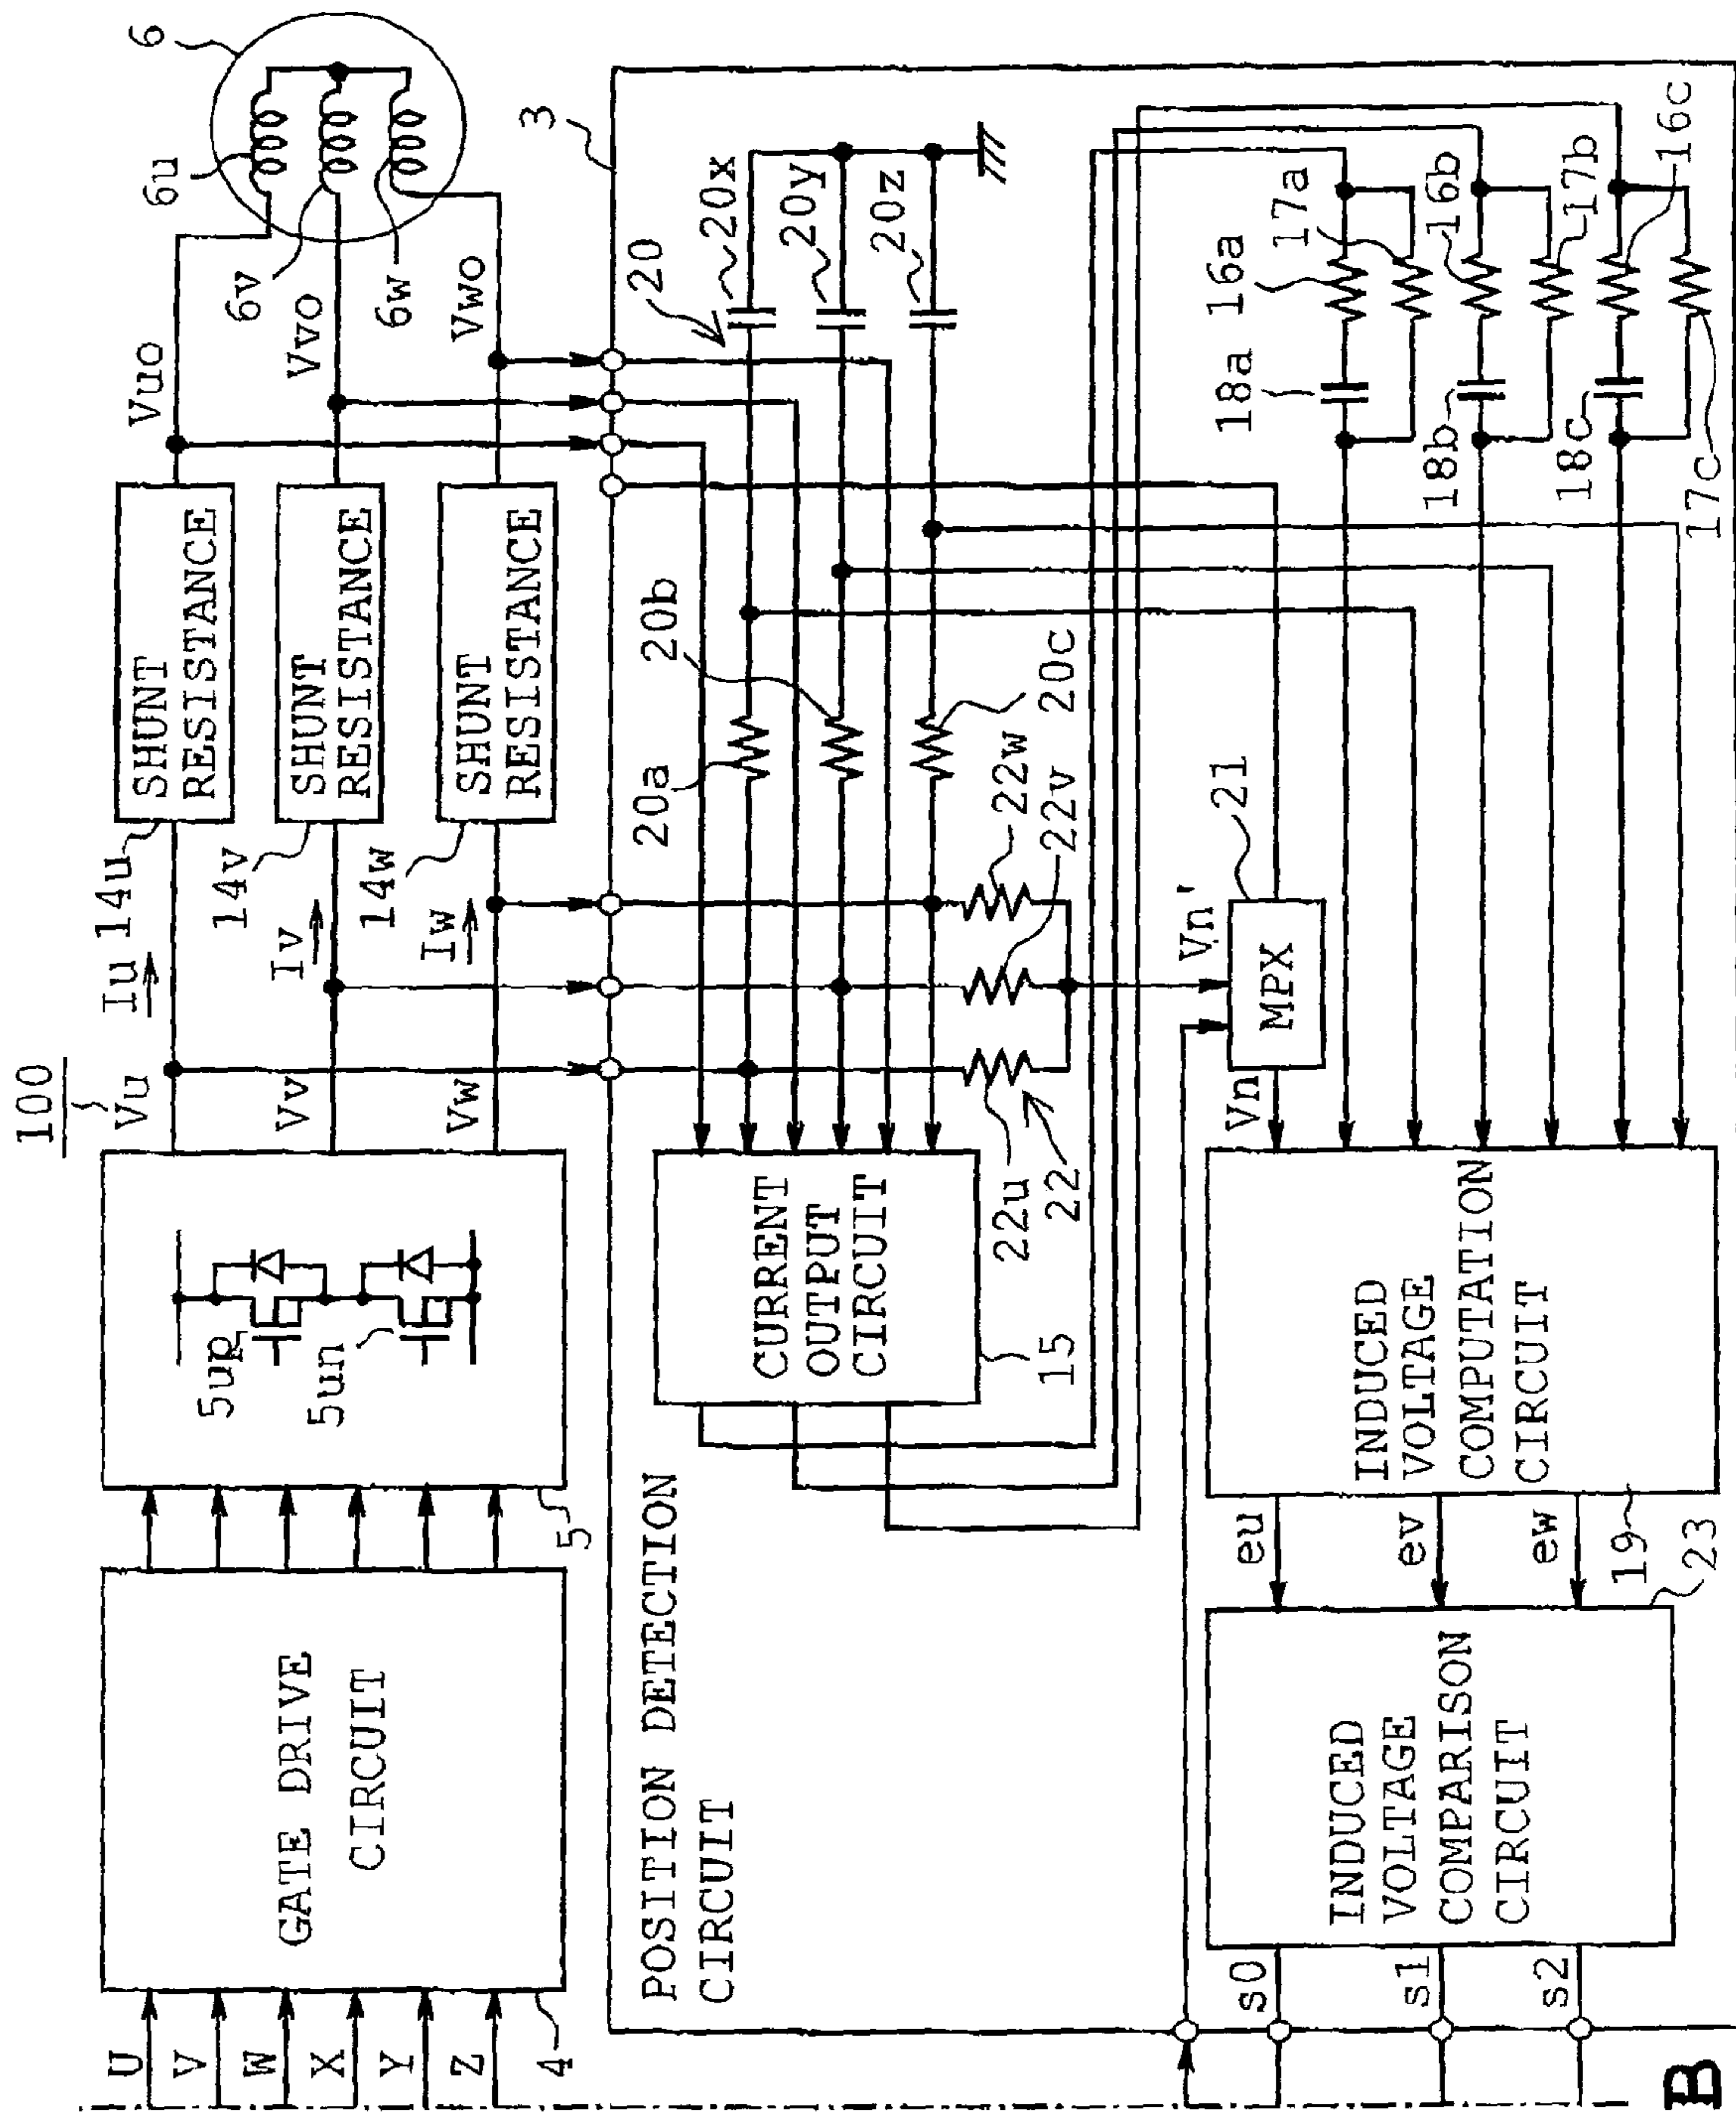 100
U
V
W
X
Y
Z
4
GATE DRIVE
CIRCUIT
5
5up
5un
Vu
Vv
Vw
Iu
Iv
Iw
14u
14v
14w
SHUNT
RESISTANCE
SHUNT
RESISTANCE
SHUNT
RESISTANCE
Vuo
Vvo
Vwo
6u
6v
6w
6
3
POSITION DETECTION
CIRCUIT
CURRENT
OUTPUT
CIRCUIT
15
20a
20b
20c
20
20x
20y
20z
22u
22
22v
22w
21
MPX
Vn'
Vn
18a
16a
17a
18b
16b
17b
18c
16c
17c
INDUCED
VOLTAGE
COMPUTATION
CIRCUIT
19
eu
ev
ew
INDUCED
VOLTAGE
COMPARISON
CIRCUIT
23
s0
s1
s2
B